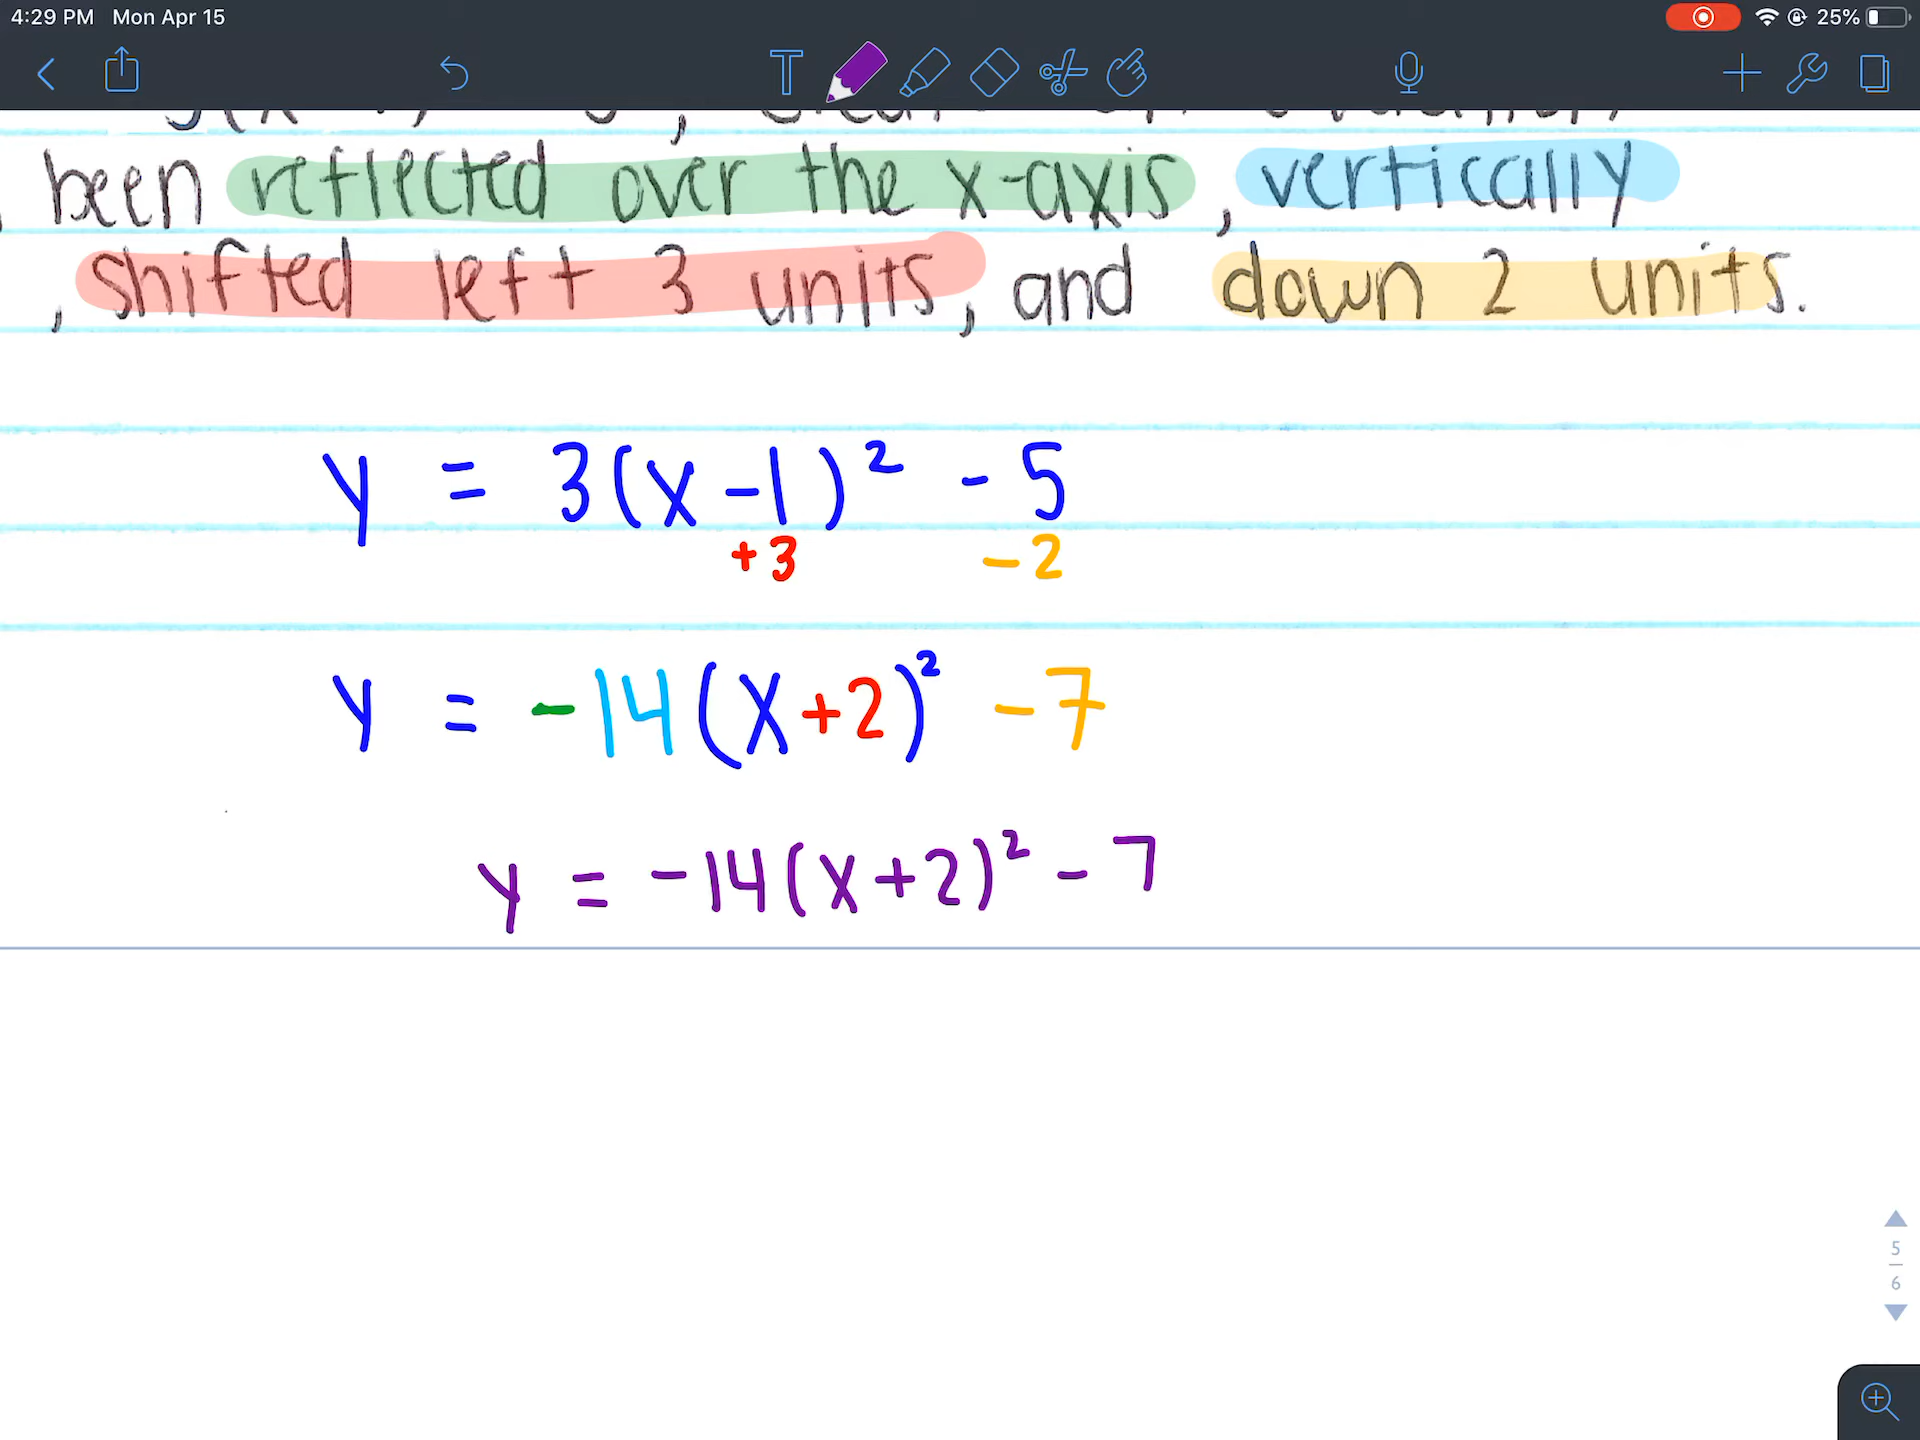 4:29 PM Mon Apr 15 25%
been reflected over the x-axis, vertically
, shifted left 3 units, and down 2 units.
y = 3(x-1)² - 5
+3 -2
y = -14(x+2)² -7
y = -14(x+2)² - 7
5
6